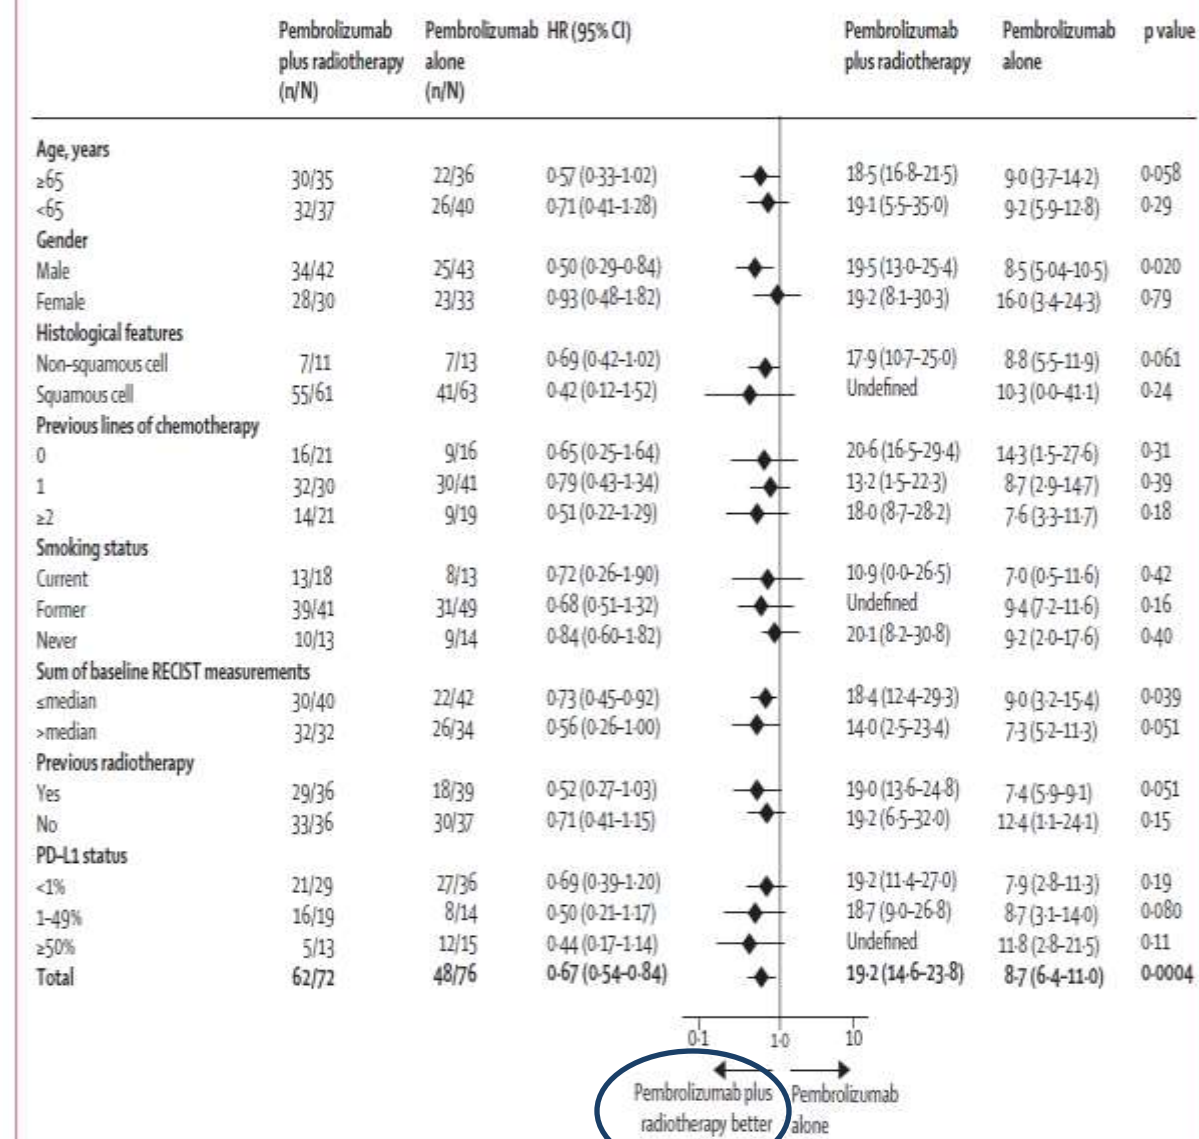 Pembrolizumab plus radiotherapy (n/N) Pembrolizumab alone (n/N) HR (95% CI) Pembrolizumab plus radiotherapy Pembrolizumab alone p value
Age, years
≥65 30/35 22/36 0·57 (0·33–1·02) 18·5 (16·8–21·5) 9·0 (3·7–14·2) 0·058
<65 32/37 26/40 0·71 (0·41–1·28) 19·1 (5·5–35·0) 9·2 (5·9–12·8) 0·29
Gender
Male 34/42 25/43 0·50 (0·29–0·84) 19·5 (13·0–25·4) 8·5 (5·04–10·5) 0·020
Female 28/30 23/33 0·93 (0·48–1·82) 19·2 (8·1–30·3) 16·0 (3·4–24·3) 0·79
Histological features
Non-squamous cell 7/11 7/13 0·69 (0·42–1·02) 17·9 (10·7–25·0) 8·8 (5·5–11·9) 0·061
Squamous cell 55/61 41/63 0·42 (0·12–1·52) Undefined 10·3 (0·0–41·1) 0·24
Previous lines of chemotherapy
0 16/21 9/16 0·65 (0·25–1·64) 20·6 (16·5–29·4) 14·3 (1·5–27·6) 0·31
1 32/30 30/41 0·79 (0·43–1·34) 13·2 (1·5–22·3) 8·7 (2·9–14·7) 0·39
≥2 14/21 9/19 0·51 (0·22–1·29) 18·0 (8·7–28·2) 7·6 (3·3–11·7) 0·18
Smoking status
Current 13/18 8/13 0·72 (0·26–1·90) 10·9 (0·0–26·5) 7·0 (0·5–11·6) 0·42
Former 39/41 31/49 0·68 (0·51–1·32) Undefined 9·4 (7·2–11·6) 0·16
Never 10/13 9/14 0·84 (0·60–1·82) 20·1 (8·2–30·8) 9·2 (2·0–17·6) 0·40
Sum of baseline RECIST measurements
≤median 30/40 22/42 0·73 (0·45–0·92) 18·4 (12·4–29·3) 9·0 (3·2–15·4) 0·039
>median 32/32 26/34 0·56 (0·26–1·00) 14·0 (2·5–23·4) 7·3 (5·2–11·3) 0·051
Previous radiotherapy
Yes 29/36 18/39 0·52 (0·27–1·03) 19·0 (13·6–24·8) 7·4 (5·9–9·1) 0·051
No 33/36 30/37 0·71 (0·41–1·15) 19·2 (6·5–32·0) 12·4 (1·1–24·1) 0·15
PD-L1 status
<1% 21/29 27/36 0·69 (0·39–1·20) 19·2 (11·4–27·0) 7·9 (2·8–11·3) 0·19
1–49% 16/19 8/14 0·50 (0·21–1·17) 18·7 (9·0–26·8) 8·7 (3·1–14·0) 0·080
≥50% 5/13 12/15 0·44 (0·17–1·14) Undefined 11·8 (2·8–21·5) 0·11
Total 62/72 48/76 0·67 (0·54–0·84) 19·2 (14·6–23·8) 8·7 (6·4–11·0) 0·0004
0·1 1·0 10
Pembrolizumab plus Pembrolizumab
radiotherapy better alone